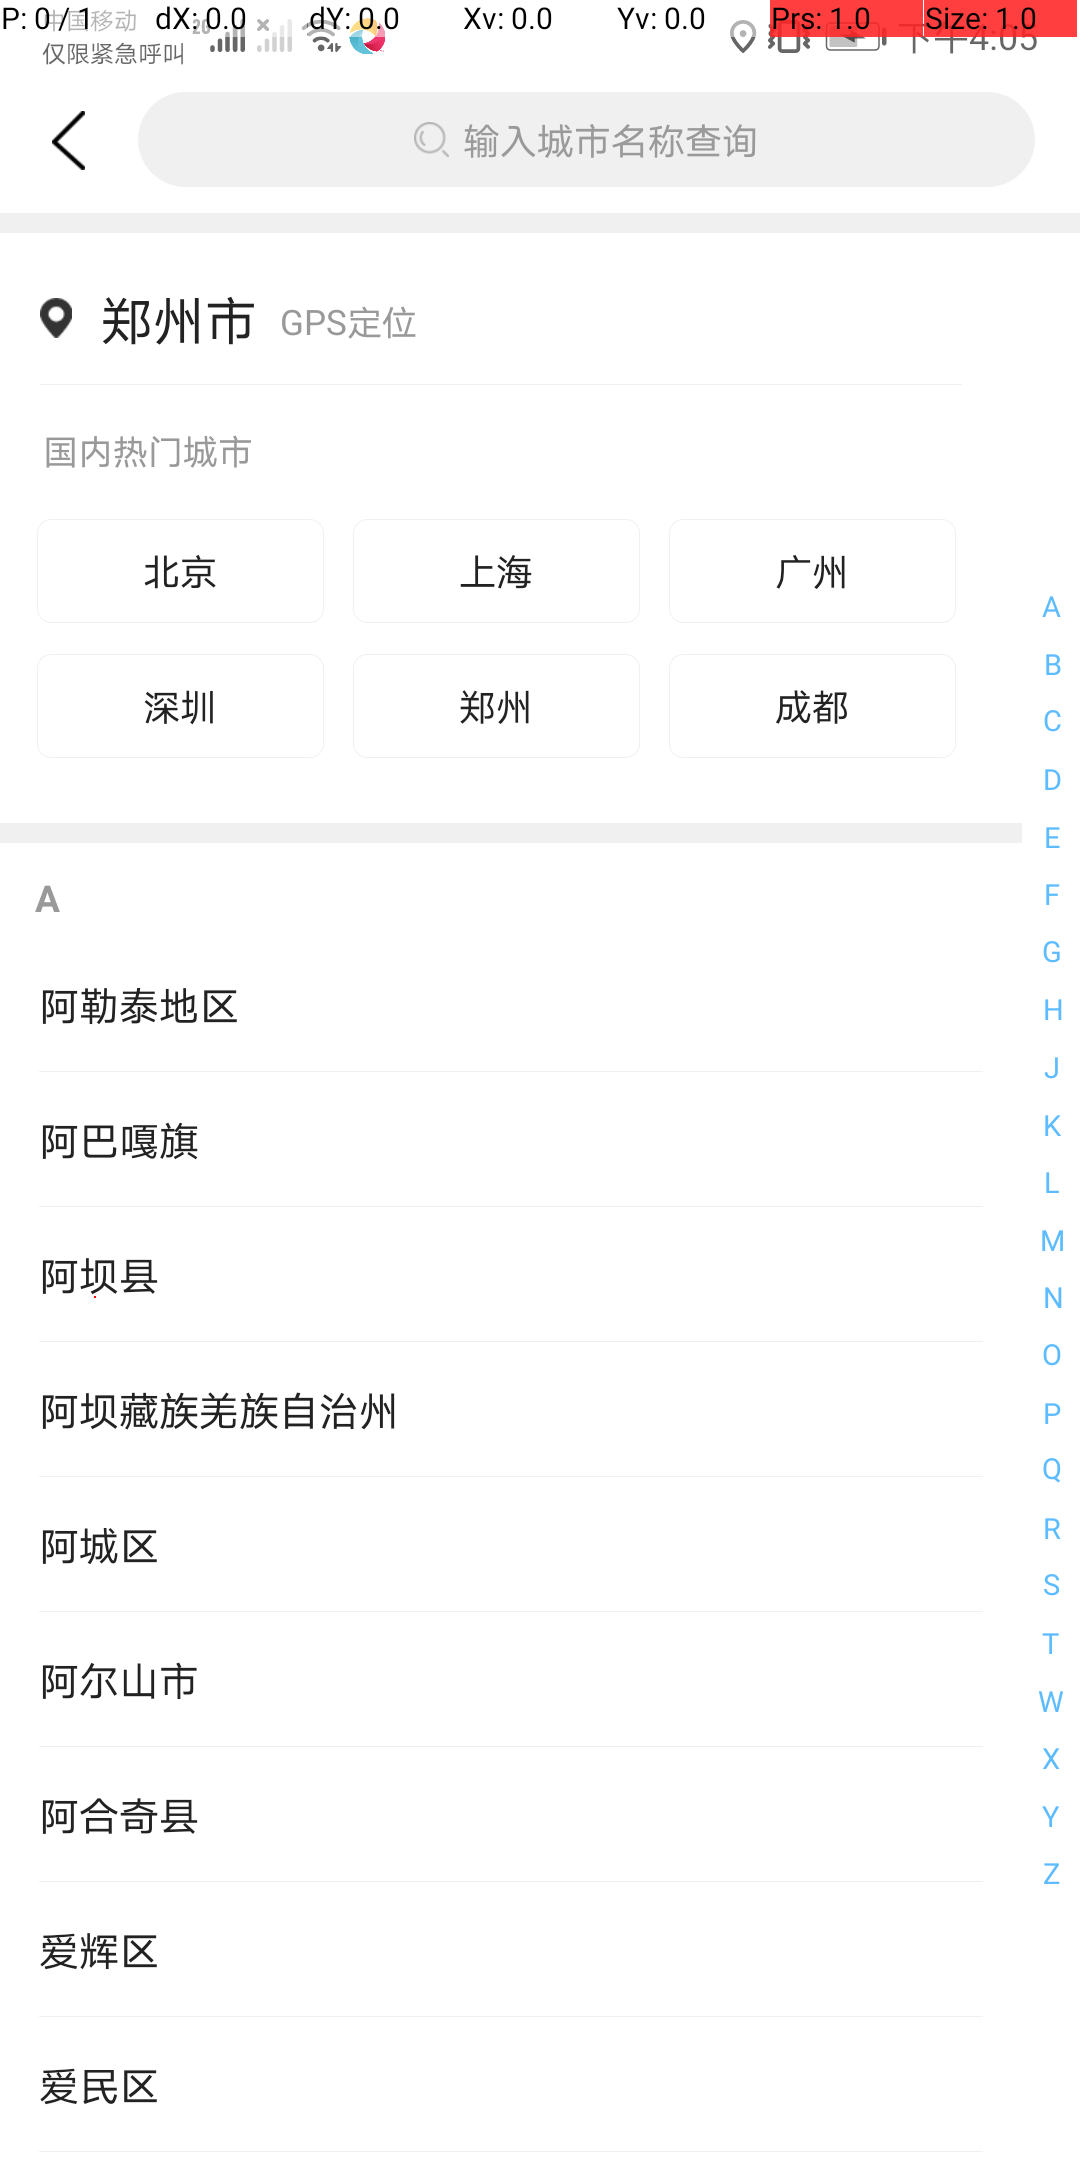 P: 0 / 1 dX: 0.0 dY: 0.0 Xv: 0.0 Yv: 0.0 Prs: 1.0 Size: 1.0
中国移动 2G 下午4:05
仅限紧急呼叫
输入城市名称查询
郑州市 GPS定位
国内热门城市
北京 上海 广州
深圳 郑州 成都
A
阿勒泰地区
阿巴嘎旗
阿坝县
阿坝藏族羌族自治州
阿城区
阿尔山市
阿合奇县
爱辉区
爱民区
A
B
C
D
E
F
G
H
J
K
L
M
N
O
P
Q
R
S
T
W
X
Y
Z